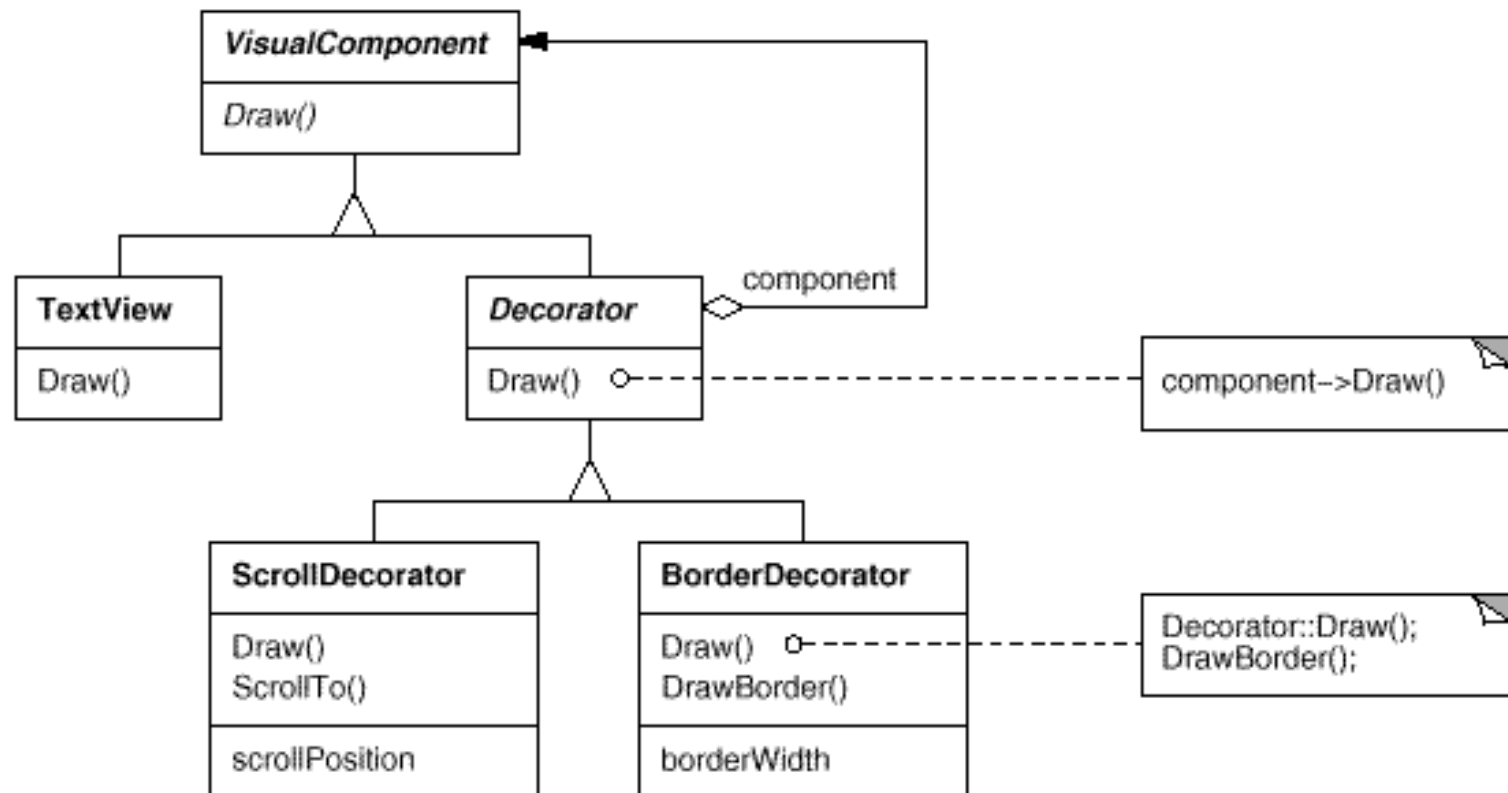 VisualComponent
Draw()
TextView
Draw()
Decorator
Draw()
component
component–>Draw()
ScrollDecorator
Draw()
ScrollTo()
scrollPosition
BorderDecorator
Draw()
DrawBorder()
borderWidth
Decorator::Draw();
DrawBorder();